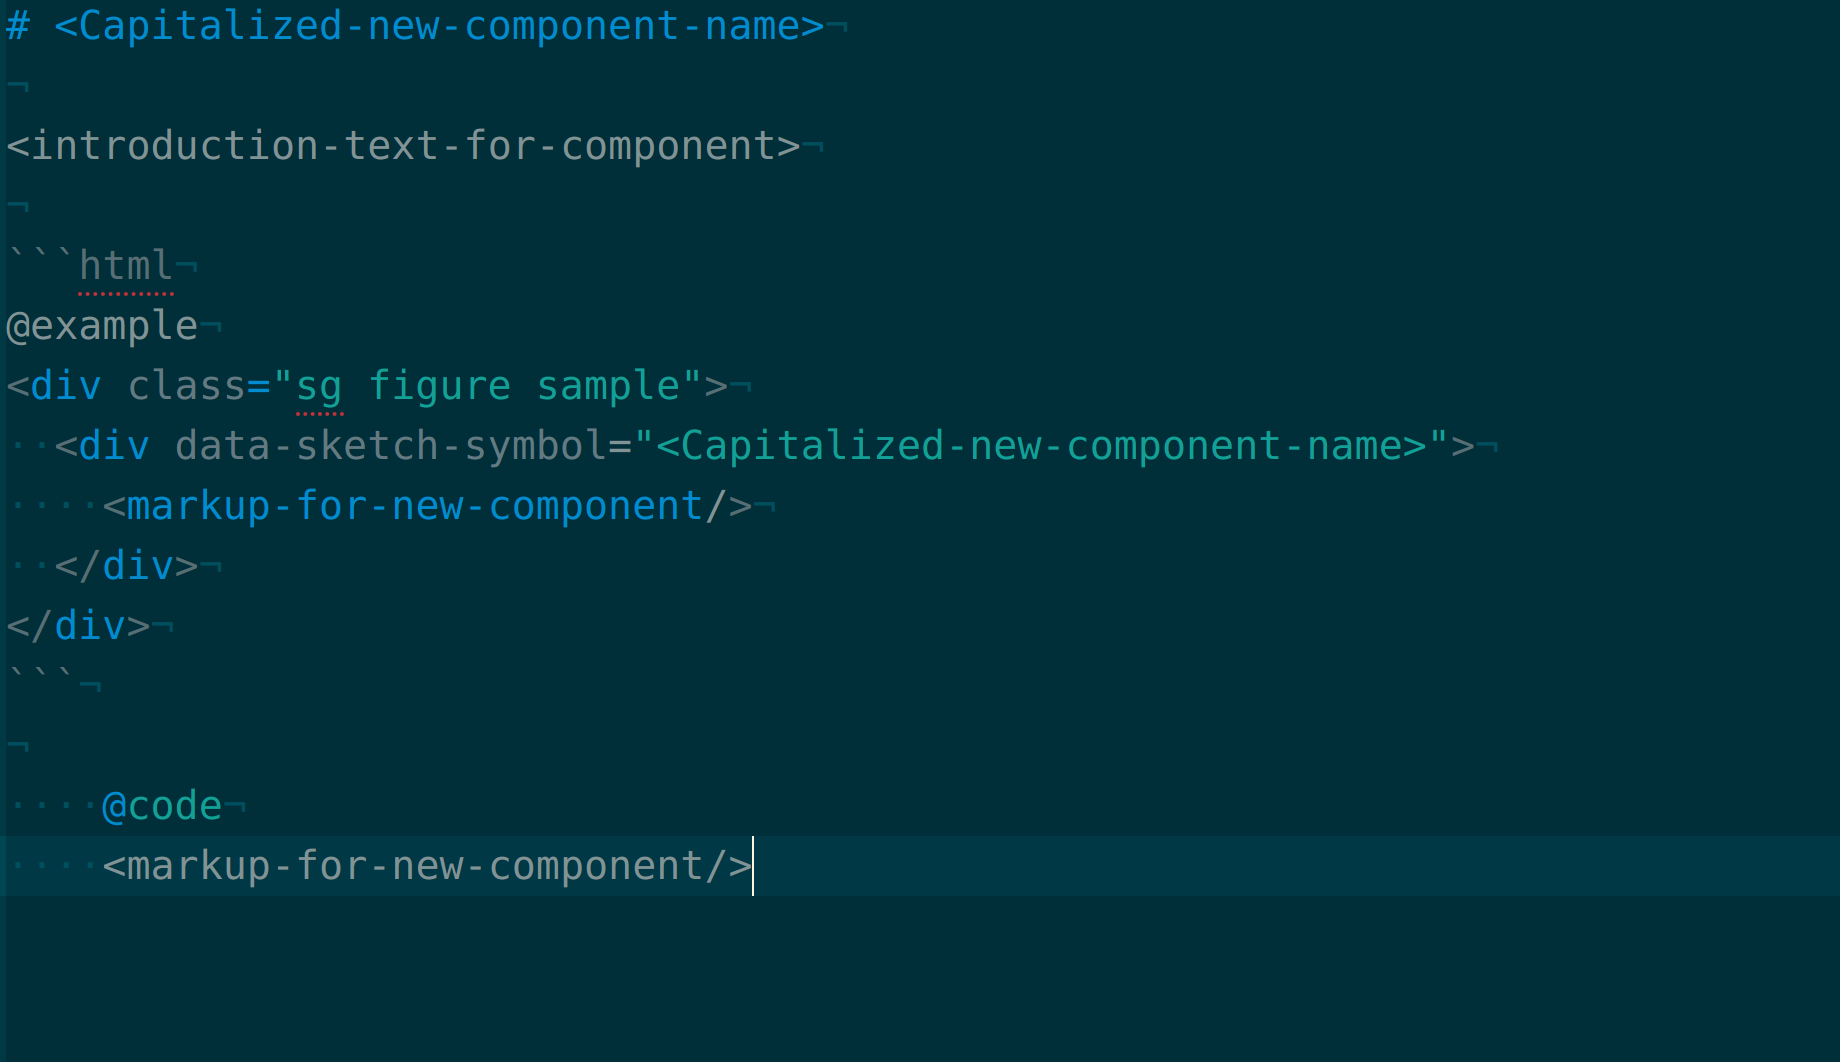 # <Capitalized-new-component-name>¬
¬
<introduction-text-for-component>¬
¬
```html¬
@example¬
<div class="sg figure sample">¬
··<div data-sketch-symbol="<Capitalized-new-component-name>">¬
····<markup-for-new-component/>¬
··</div>¬
</div>¬
```¬
¬
····@code¬
····<markup-for-new-component/>